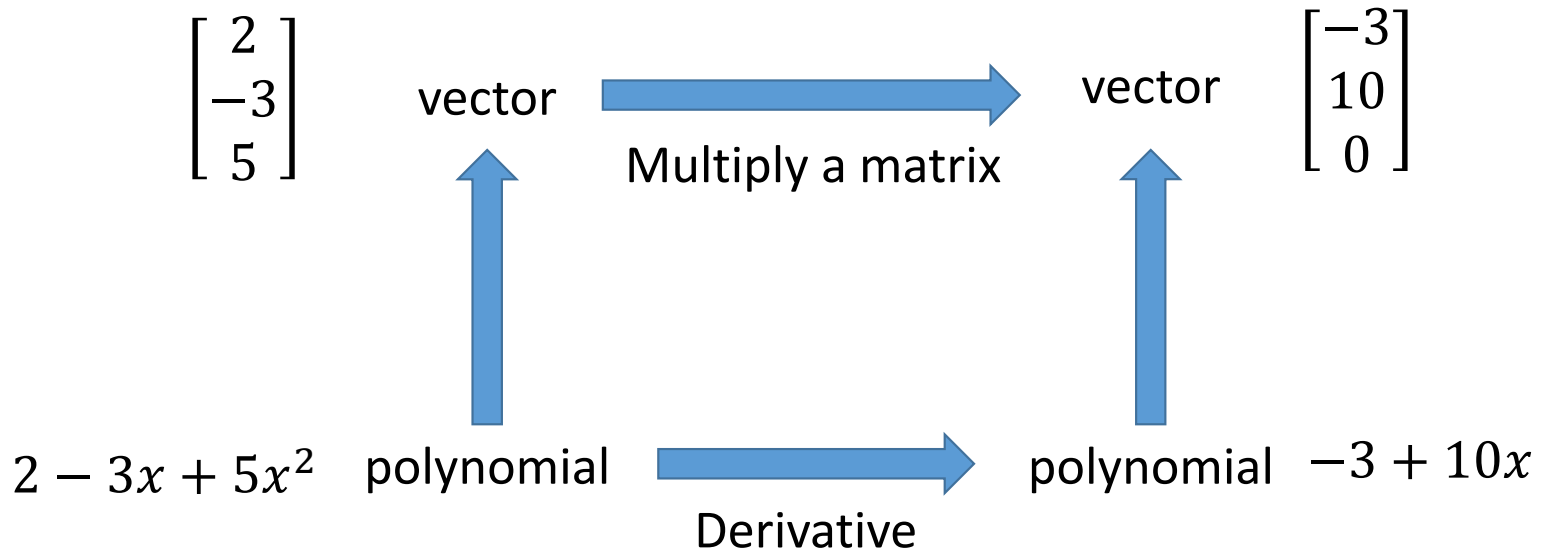 [2 -3 5] vector vector [-3 10 0]
Multiply a matrix
2 − 3x + 5x² polynomial polynomial −3 + 10x
Derivative